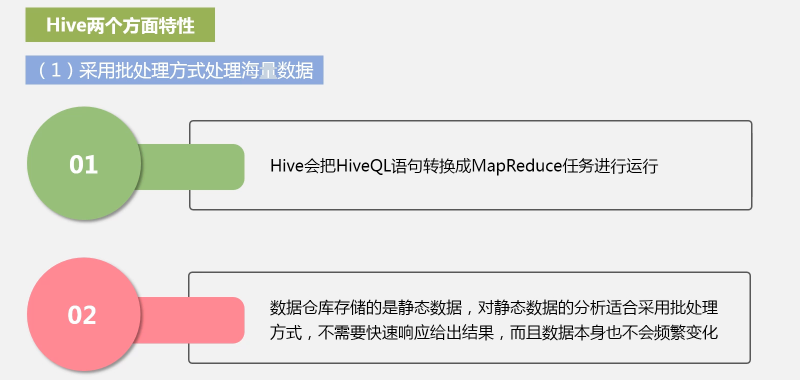 Hive两个方面特性
（1）采用批处理方式处理海量数据
01
Hive会把HiveQL语句转换成MapReduce任务进行运行
02
数据仓库存储的是静态数据，对静态数据的分析适合采用批处理
方式，不需要快速响应给出结果，而且数据本身也不会频繁变化